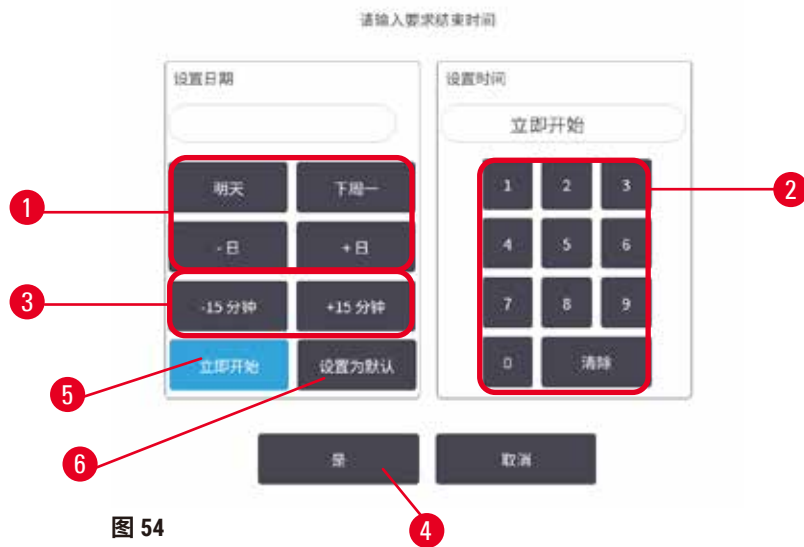 请输入要求结束时间
设置日期
设置时间
立即开始
明天
下周一
1
2
3
1
2
- 日
+ 日
4
5
6
3
-15 分钟
+15 分钟
7
8
9
立即开始
设置为默认
0
清除
5
6
是
取消
4
图 54